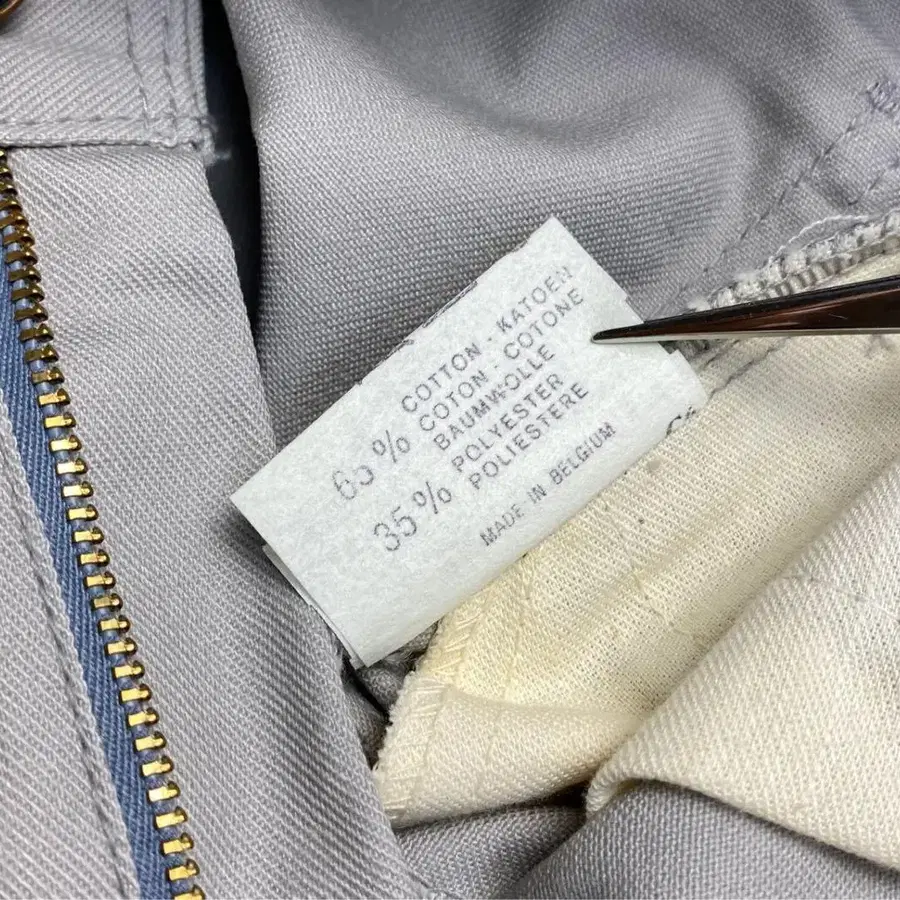 65% COTTON - KATOEN
COTON - COTONE
BAUMWOLLE
35% POLYESTER
POLIESTERE
MADE IN BELGIUM